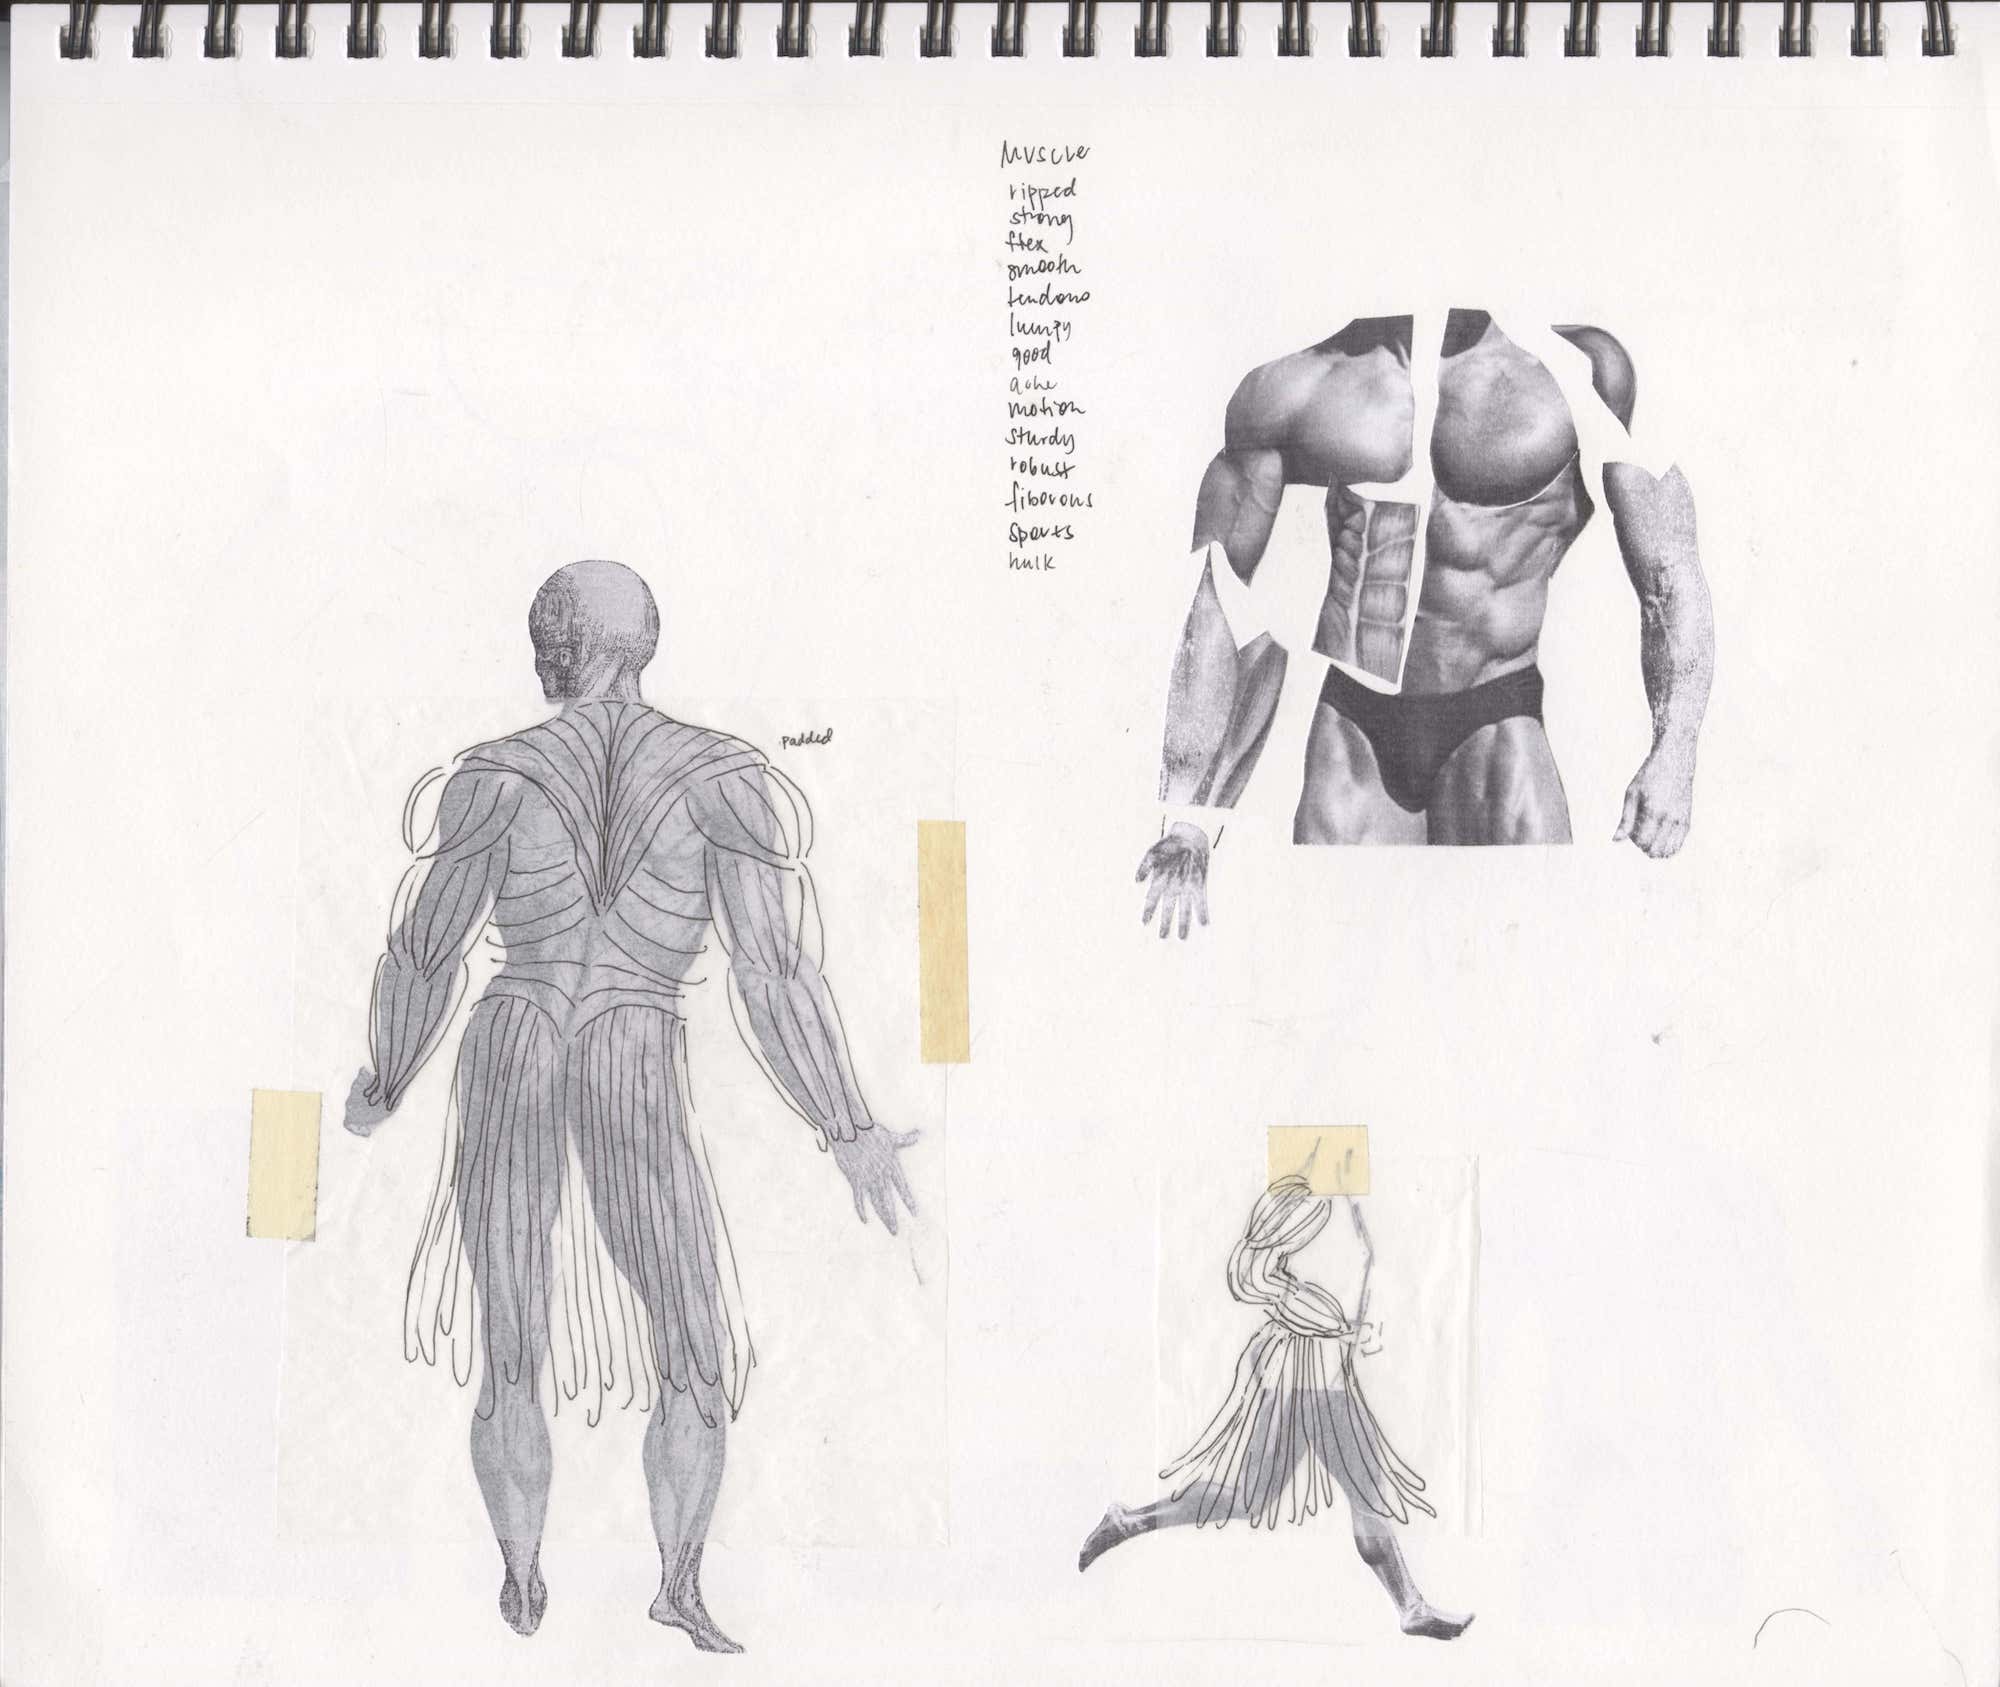 Muscle
ripped
strong
flex
smooth
tendons
lumpy
good
ache
motion
sturdy
robust
fiberous
sports
hulk
padded